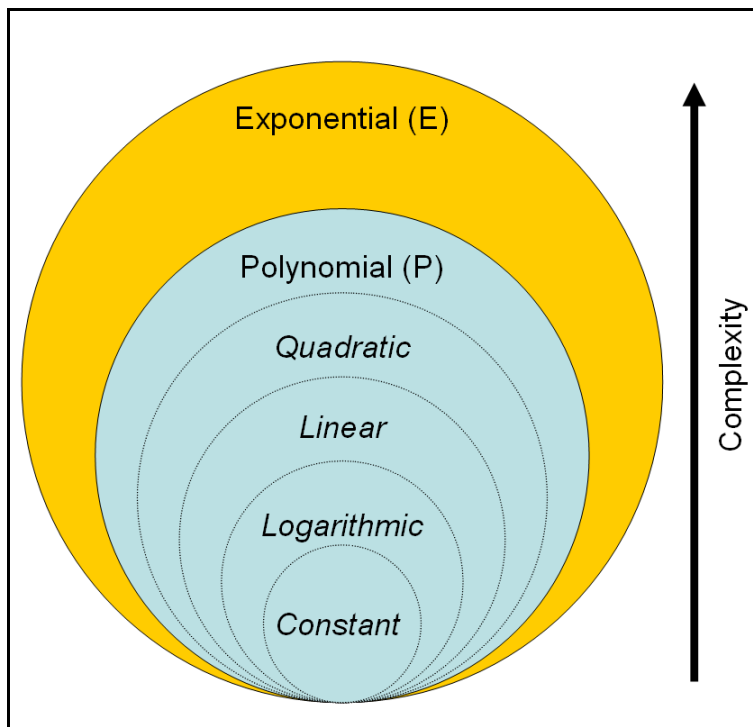 Exponential (E)
Polynomial (P)
Quadratic
Linear
Logarithmic
Constant
Complexity